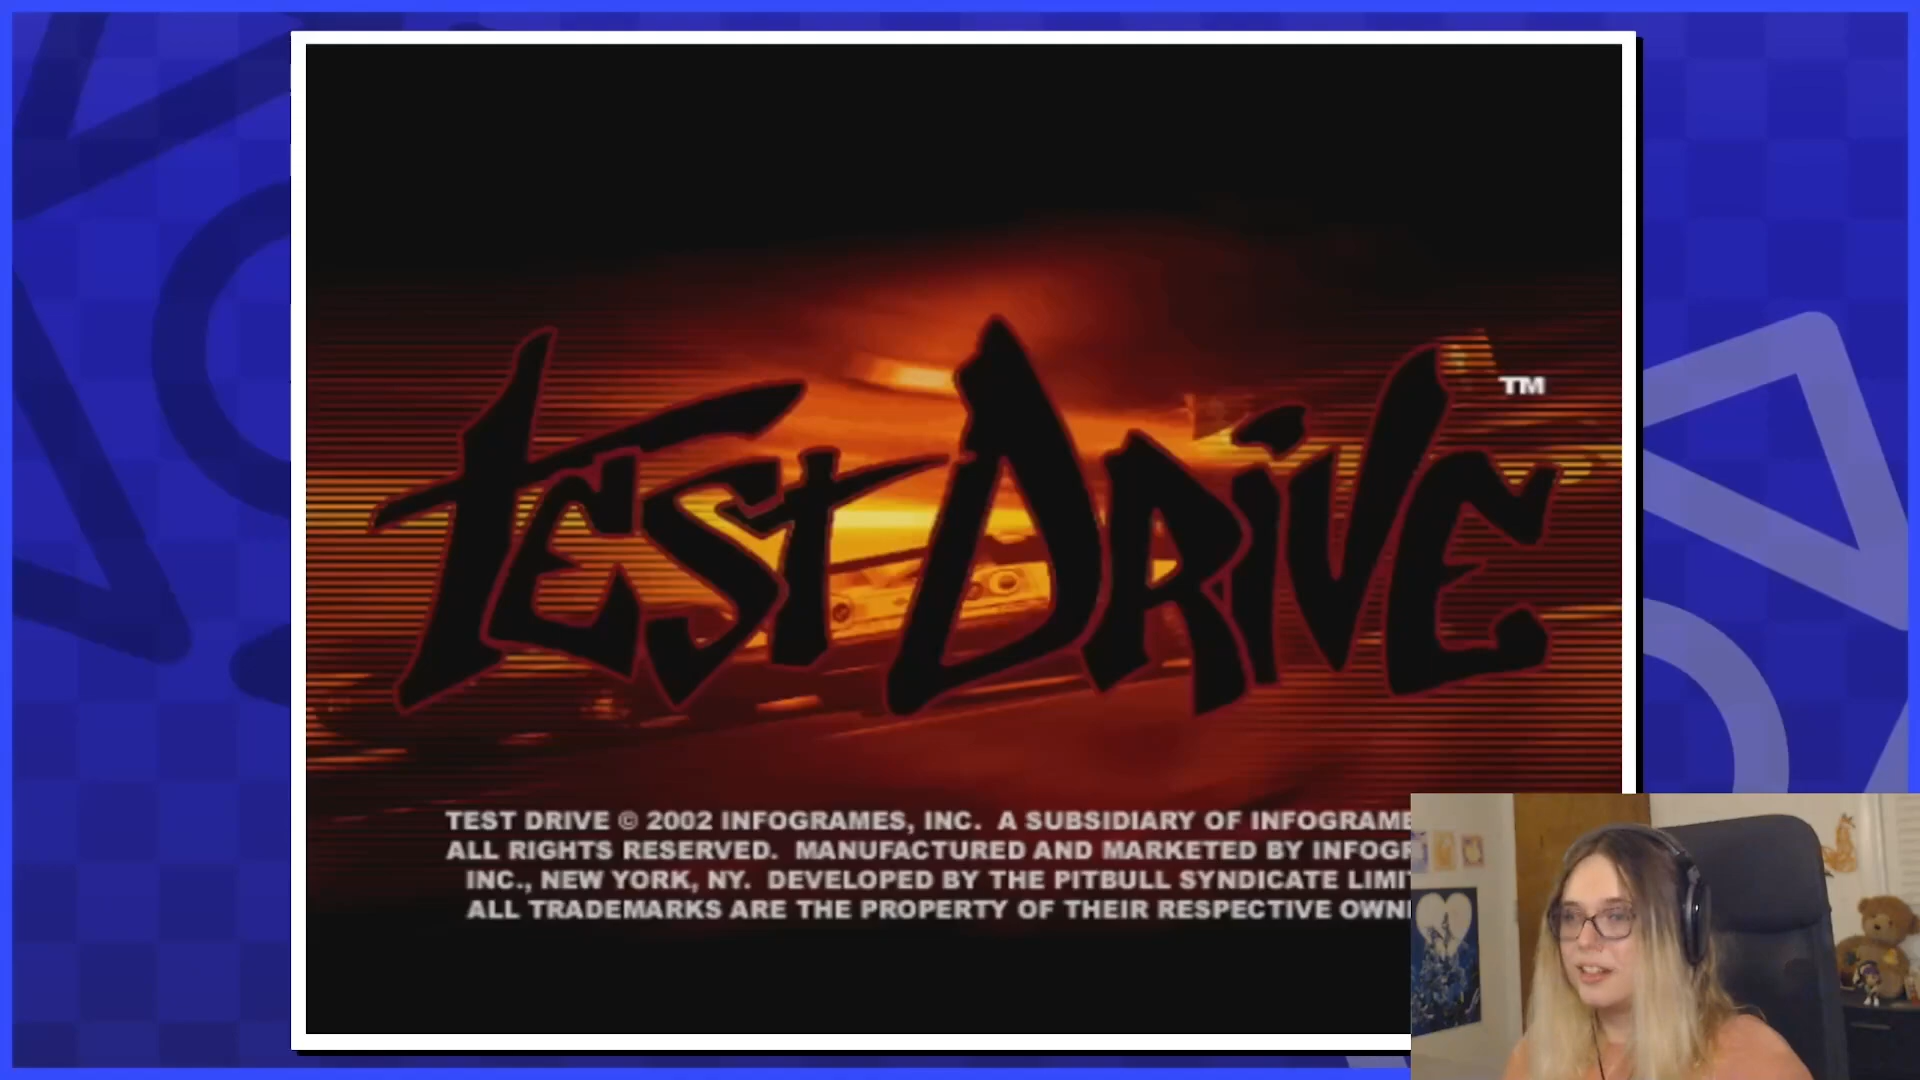 TEST DRIVE TM
TEST DRIVE © 2002 INFOGRAMES, INC. A SUBSIDIARY OF INFOGRAME
ALL RIGHTS RESERVED. MANUFACTURED AND MARKETED BY INFOGR
INC., NEW YORK, NY. DEVELOPED BY THE PITBULL SYNDICATE LIMI
ALL TRADEMARKS ARE THE PROPERTY OF THEIR RESPECTIVE OWN